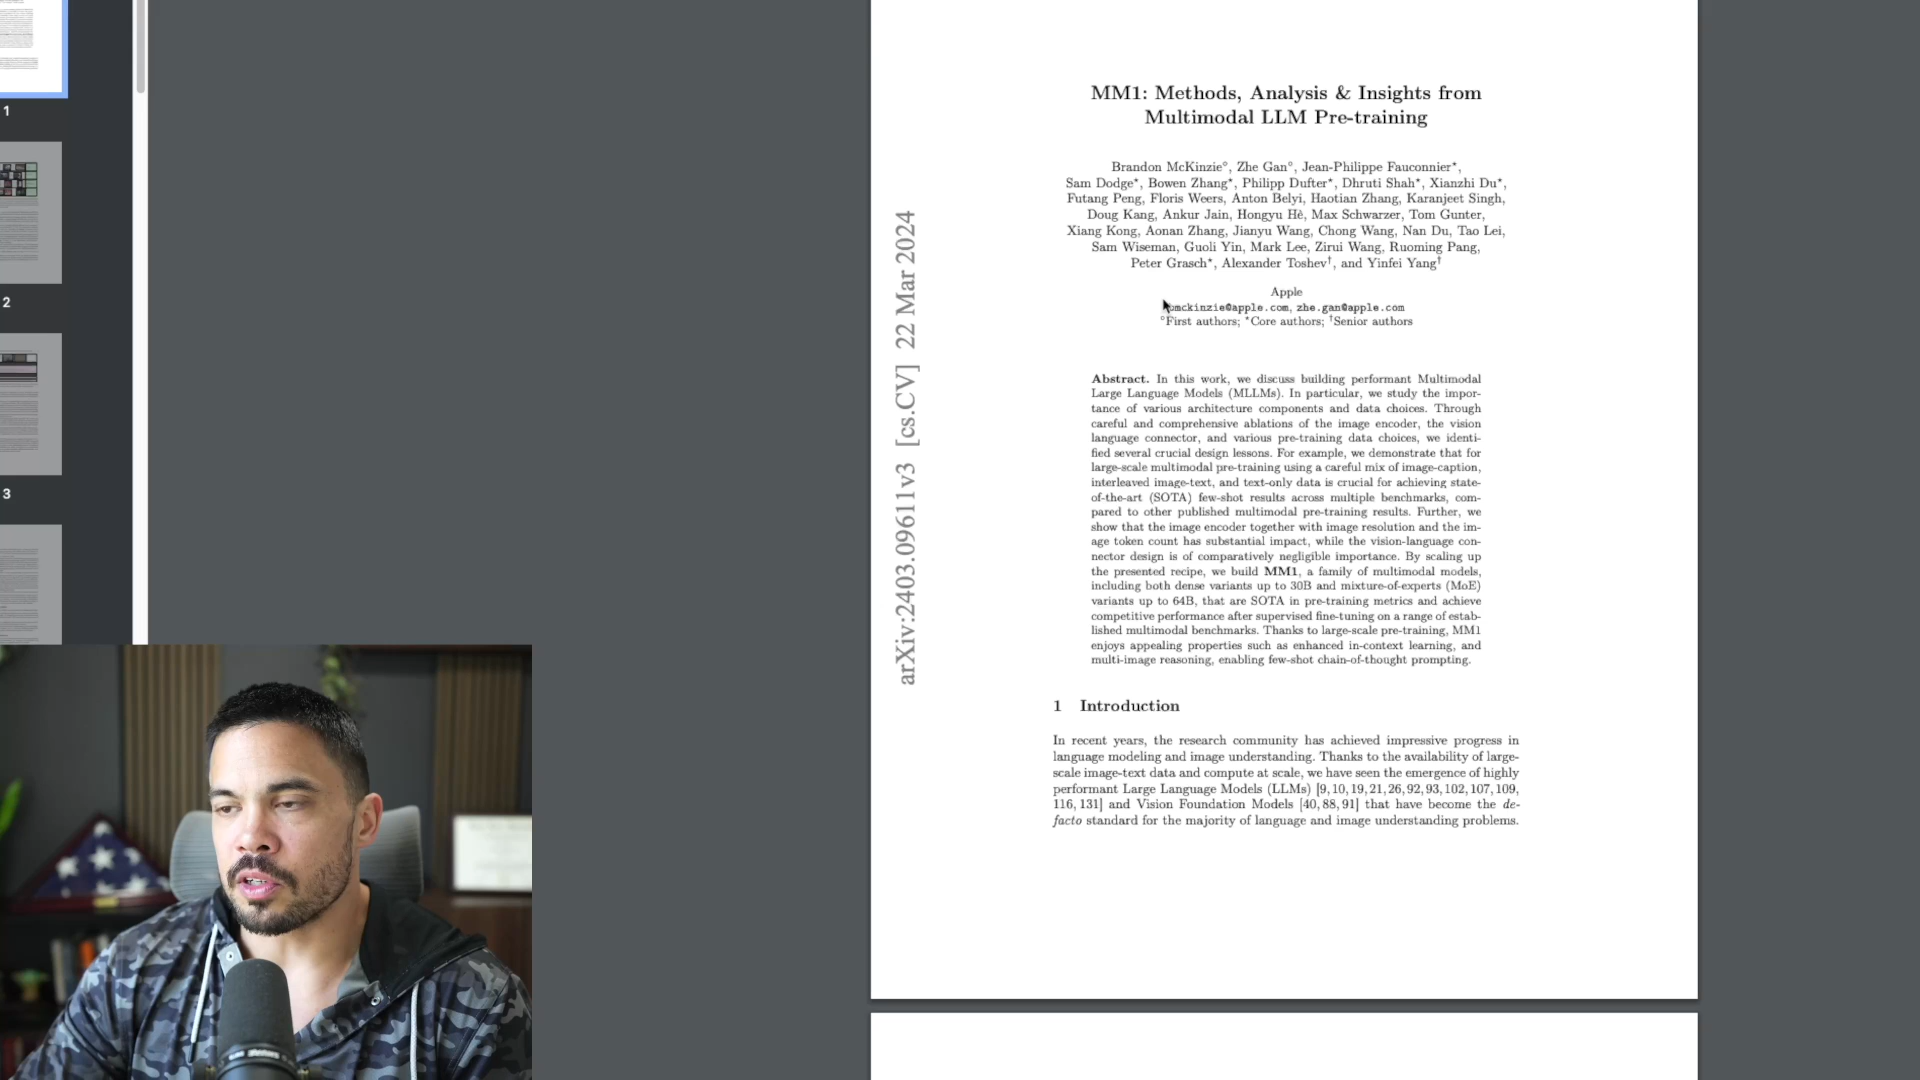 1
2
3
arXiv:2403.09611v3 [cs.CV] 22 Mar 2024
MM1: Methods, Analysis & Insights from
Multimodal LLM Pre-training
Brandon McKinzie°, Zhe Gan°, Jean-Philippe Fauconnier*,
Sam Dodge*, Bowen Zhang*, Philipp Dufter*, Dhruti Shah*, Xianzhi Du*,
Futang Peng, Floris Weers, Anton Belyi, Haotian Zhang, Karanjeet Singh,
Doug Kang, Ankur Jain, Hongyu Hè, Max Schwarzer, Tom Gunter,
Xiang Kong, Aonan Zhang, Jianyu Wang, Chong Wang, Nan Du, Tao Lei,
Sam Wiseman, Guoli Yin, Mark Lee, Zirui Wang, Ruoming Pang,
Peter Grasch*, Alexander Toshev†, and Yinfei Yang†
Apple
bmckinzie@apple.com, zhe.gan@apple.com
°First authors; *Core authors; †Senior authors
Abstract. In this work, we discuss building performant Multimodal
Large Language Models (MLLMs). In particular, we study the impor-
tance of various architecture components and data choices. Through
careful and comprehensive ablations of the image encoder, the vision
language connector, and various pre-training data choices, we identi-
fied several crucial design lessons. For example, we demonstrate that for
large-scale multimodal pre-training using a careful mix of image-caption,
interleaved image-text, and text-only data is crucial for achieving state-
of-the-art (SOTA) few-shot results across multiple benchmarks, com-
pared to other published multimodal pre-training results. Further, we
show that the image encoder together with image resolution and the im-
age token count has substantial impact, while the vision-language con-
nector design is of comparatively negligible importance. By scaling up
the presented recipe, we build MM1, a family of multimodal models,
including both dense variants up to 30B and mixture-of-experts (MoE)
variants up to 64B, that are SOTA in pre-training metrics and achieve
competitive performance after supervised fine-tuning on a range of estab-
lished multimodal benchmarks. Thanks to large-scale pre-training, MM1
enjoys appealing properties such as enhanced in-context learning, and
multi-image reasoning, enabling few-shot chain-of-thought prompting.
1 Introduction
In recent years, the research community has achieved impressive progress in
language modeling and image understanding. Thanks to the availability of large-
scale image-text data and compute at scale, we have seen the emergence of highly
performant Large Language Models (LLMs) [9,10,19,21,26,92,93,102,107,109,
116,131] and Vision Foundation Models [40,88,91] that have become the de-
facto standard for the majority of language and image understanding problems.